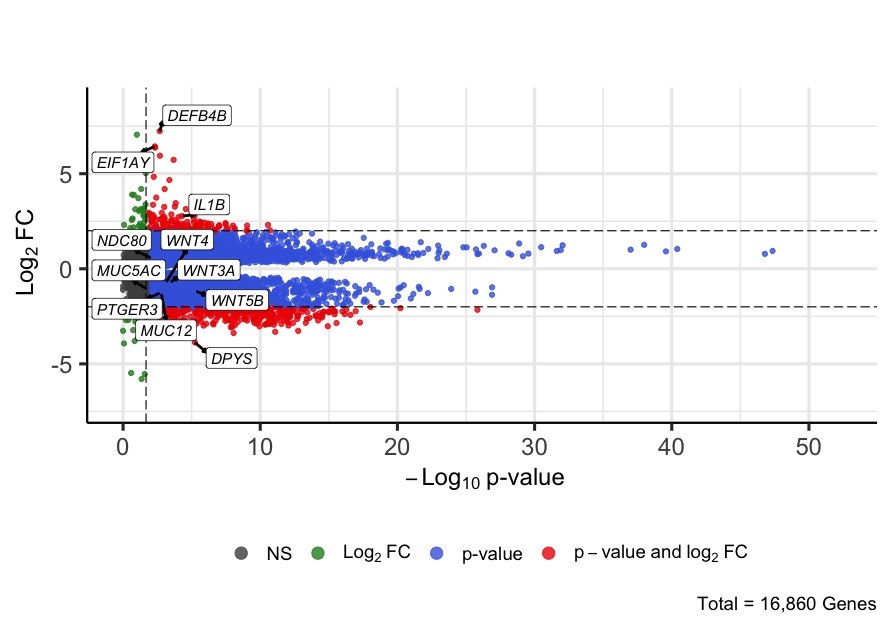 DEFB4B
EIF1AY
IL1B
NDC80
WNT4
MUC5AC
WNT3A
PTGER3
WNT5B
MUC12
DPYS
Log₂ FC
5
0
-5
0
10
20
30
40
50
−Log₁₀ p-value
NS
Log₂ FC
p-value
p − value and log₂ FC
Total = 16,860 Genes